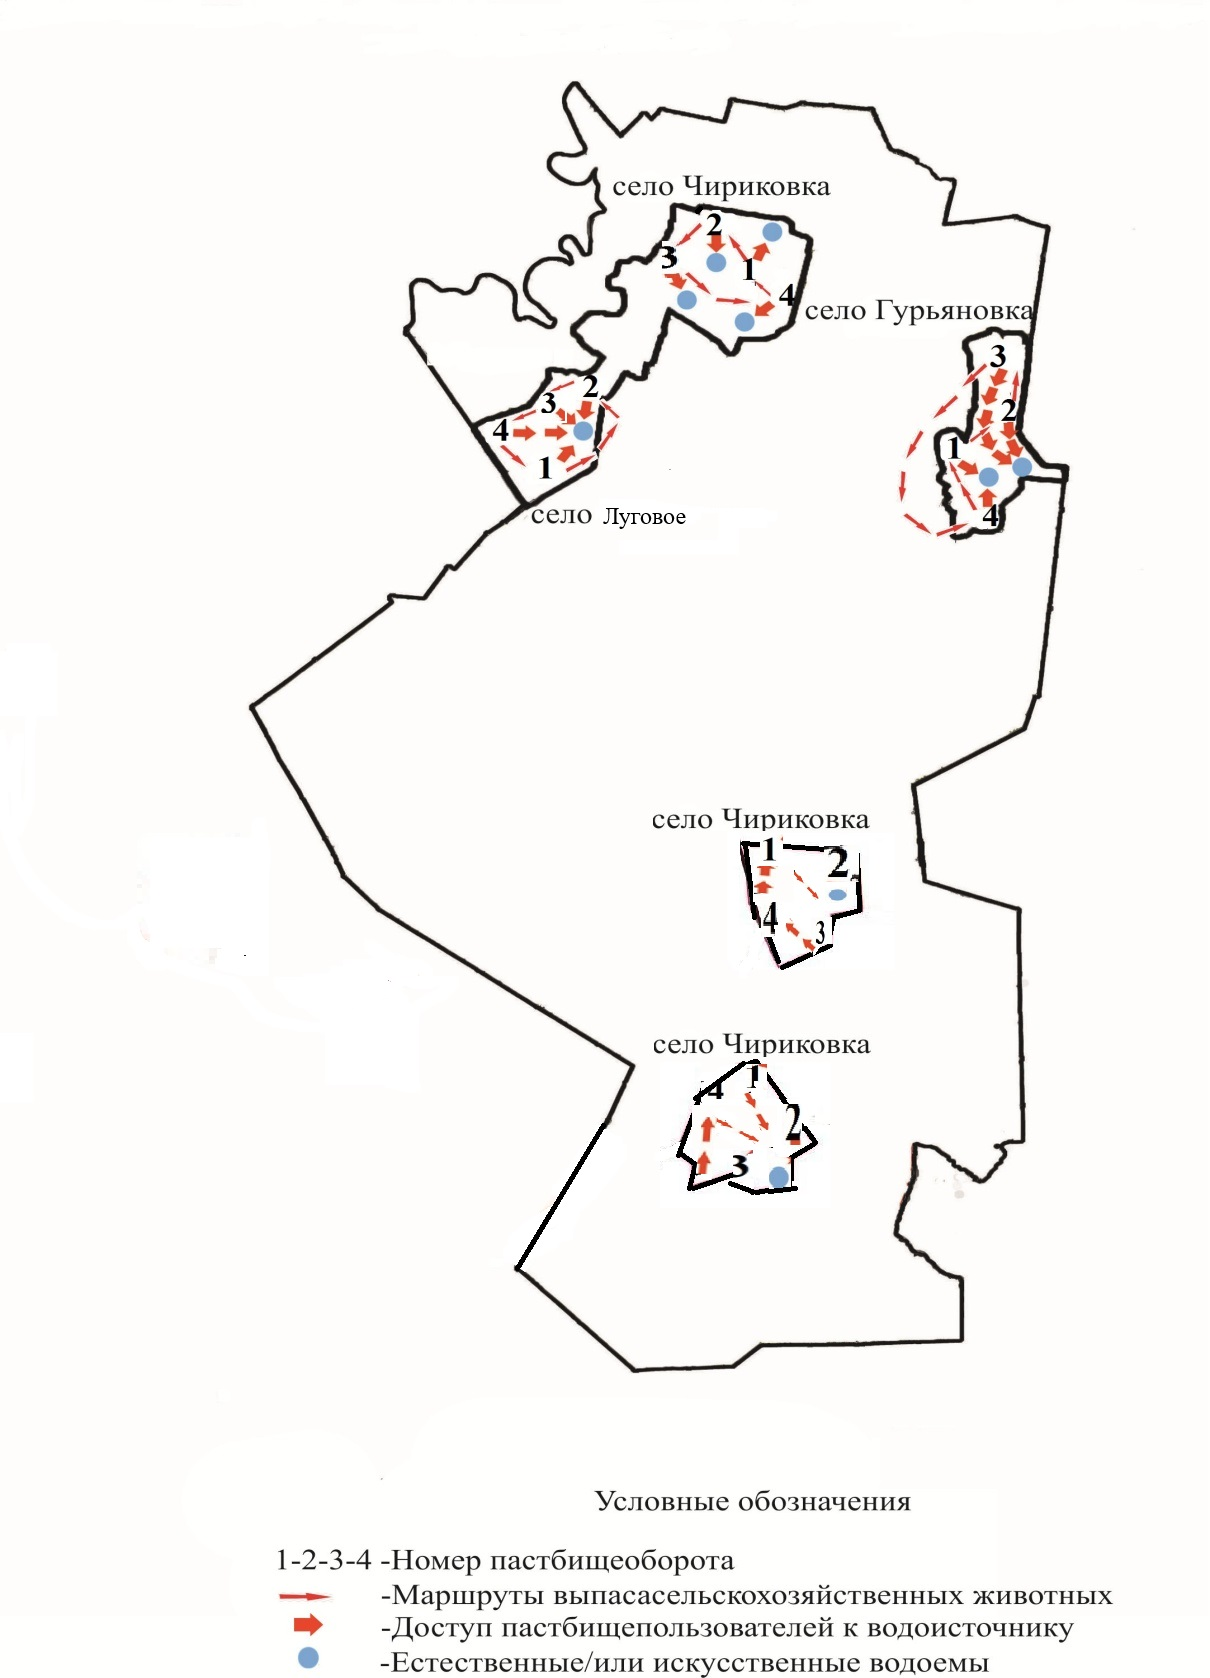 село Чириковка
2
3
1
4
село Гурьяновка
3
2
3
2
4
1
1
4
село Луговое
село Чириковка
1
2
4
3
село Чириковка
1
4
2
3
Условные обозначения
1-2-3-4 -Номер пастбищеоборота
-Маршруты выпасасельскохозяйственных животных
-Доступ пастбищепользователей к водоисточнику
-Естественные/или искусственные водоемы